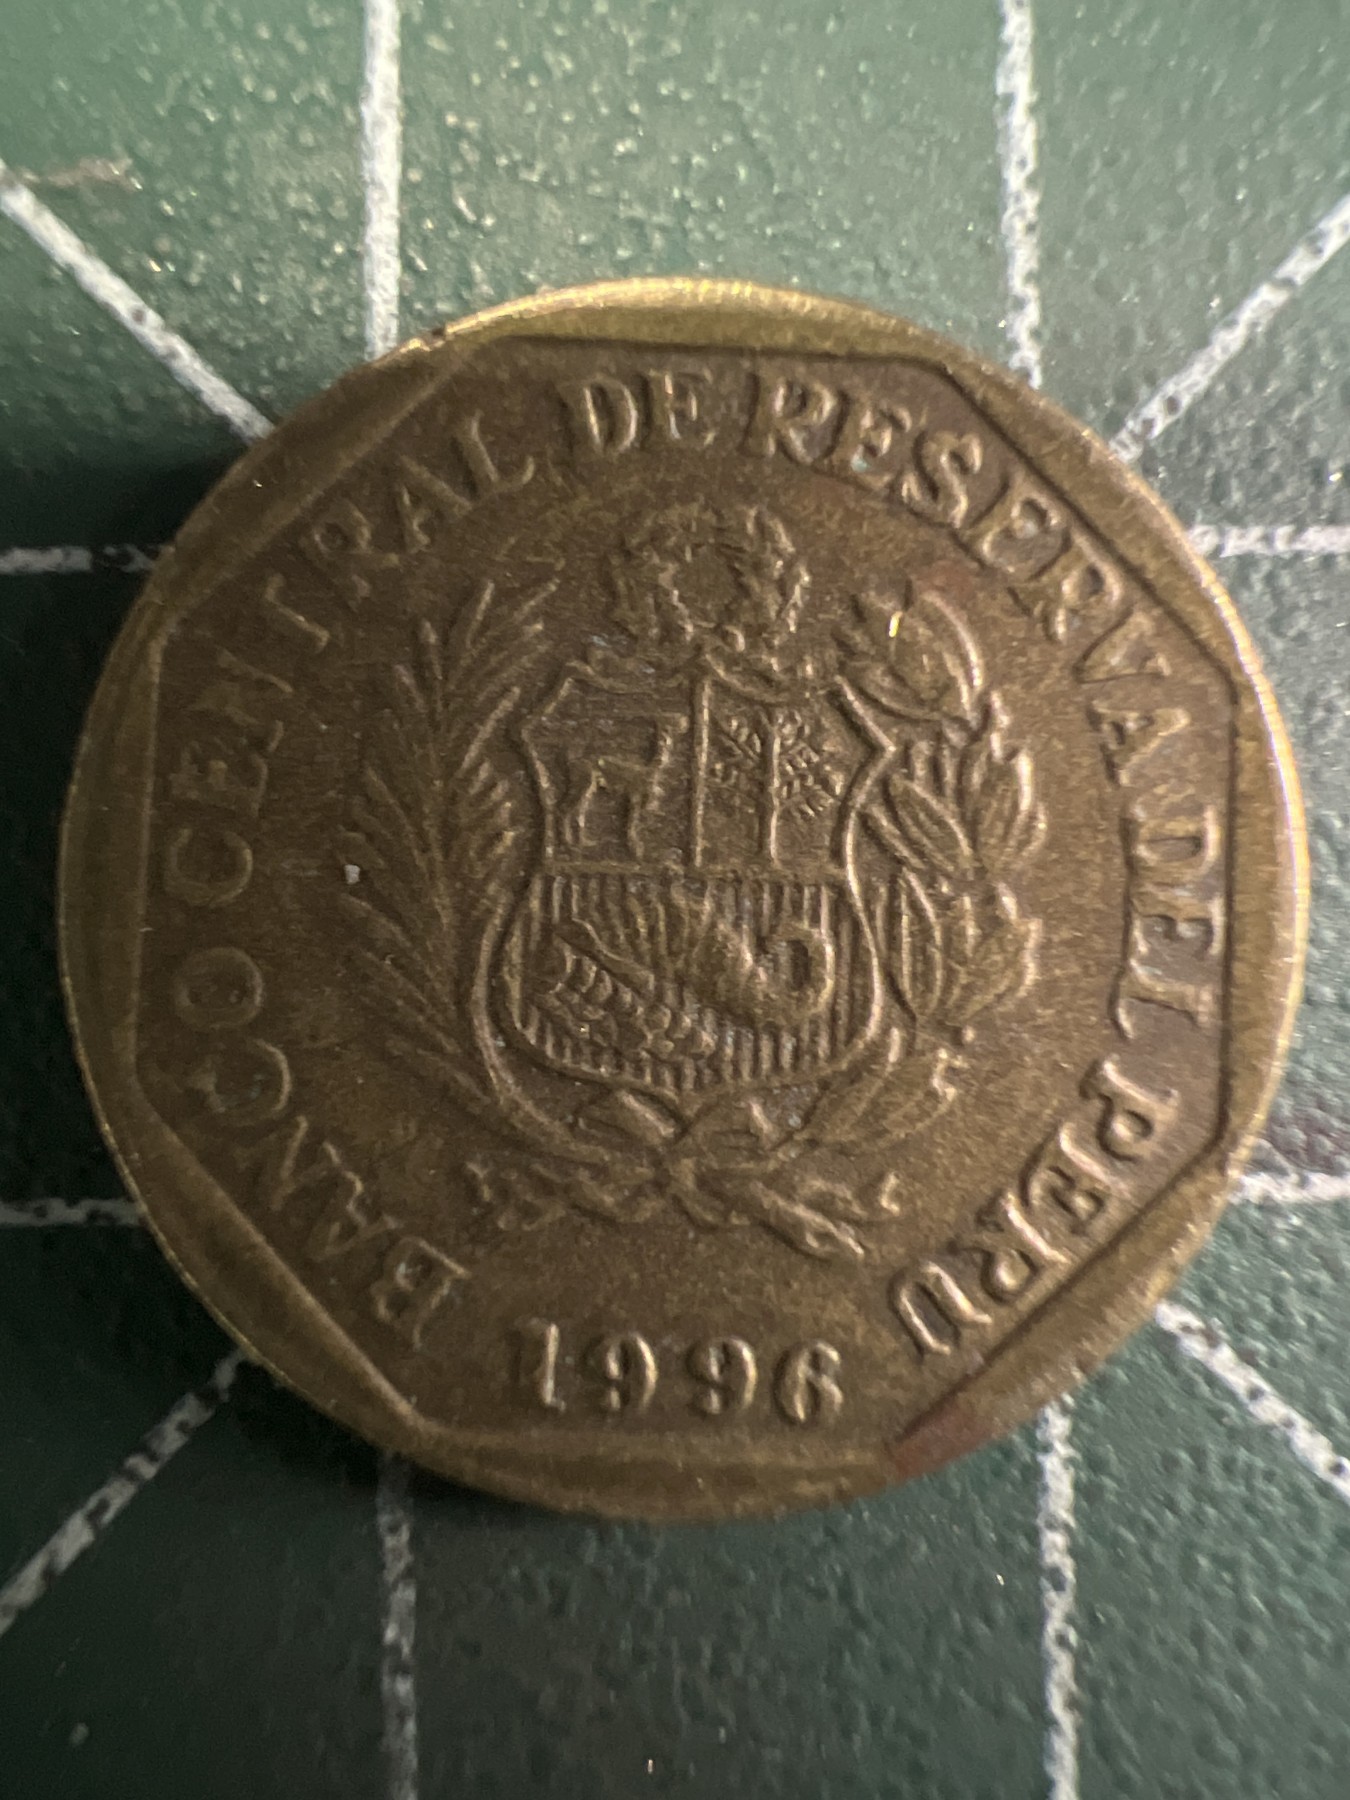 BANCO CENTRAL DE RESERVA DEL PERU
1996